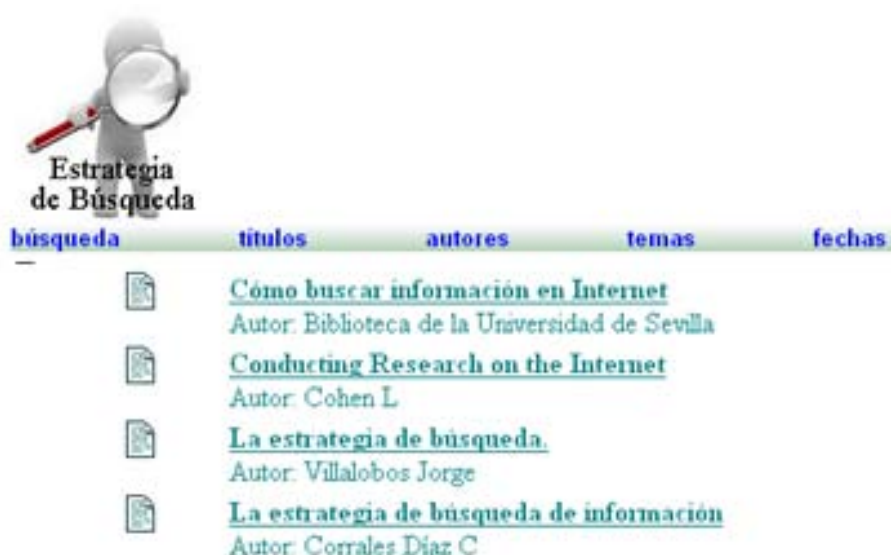 Estrategia
de Búsqueda
búsqueda títulos autores temas fechas
Cómo buscar información en Internet
Autor: Biblioteca de la Universidad de Sevilla
Conducting Research on the Internet
Autor: Cohen L
La estrategia de búsqueda.
Autor: Villalobos Jorge
La estrategia de búsqueda de información
Autor: Corrales Díaz C